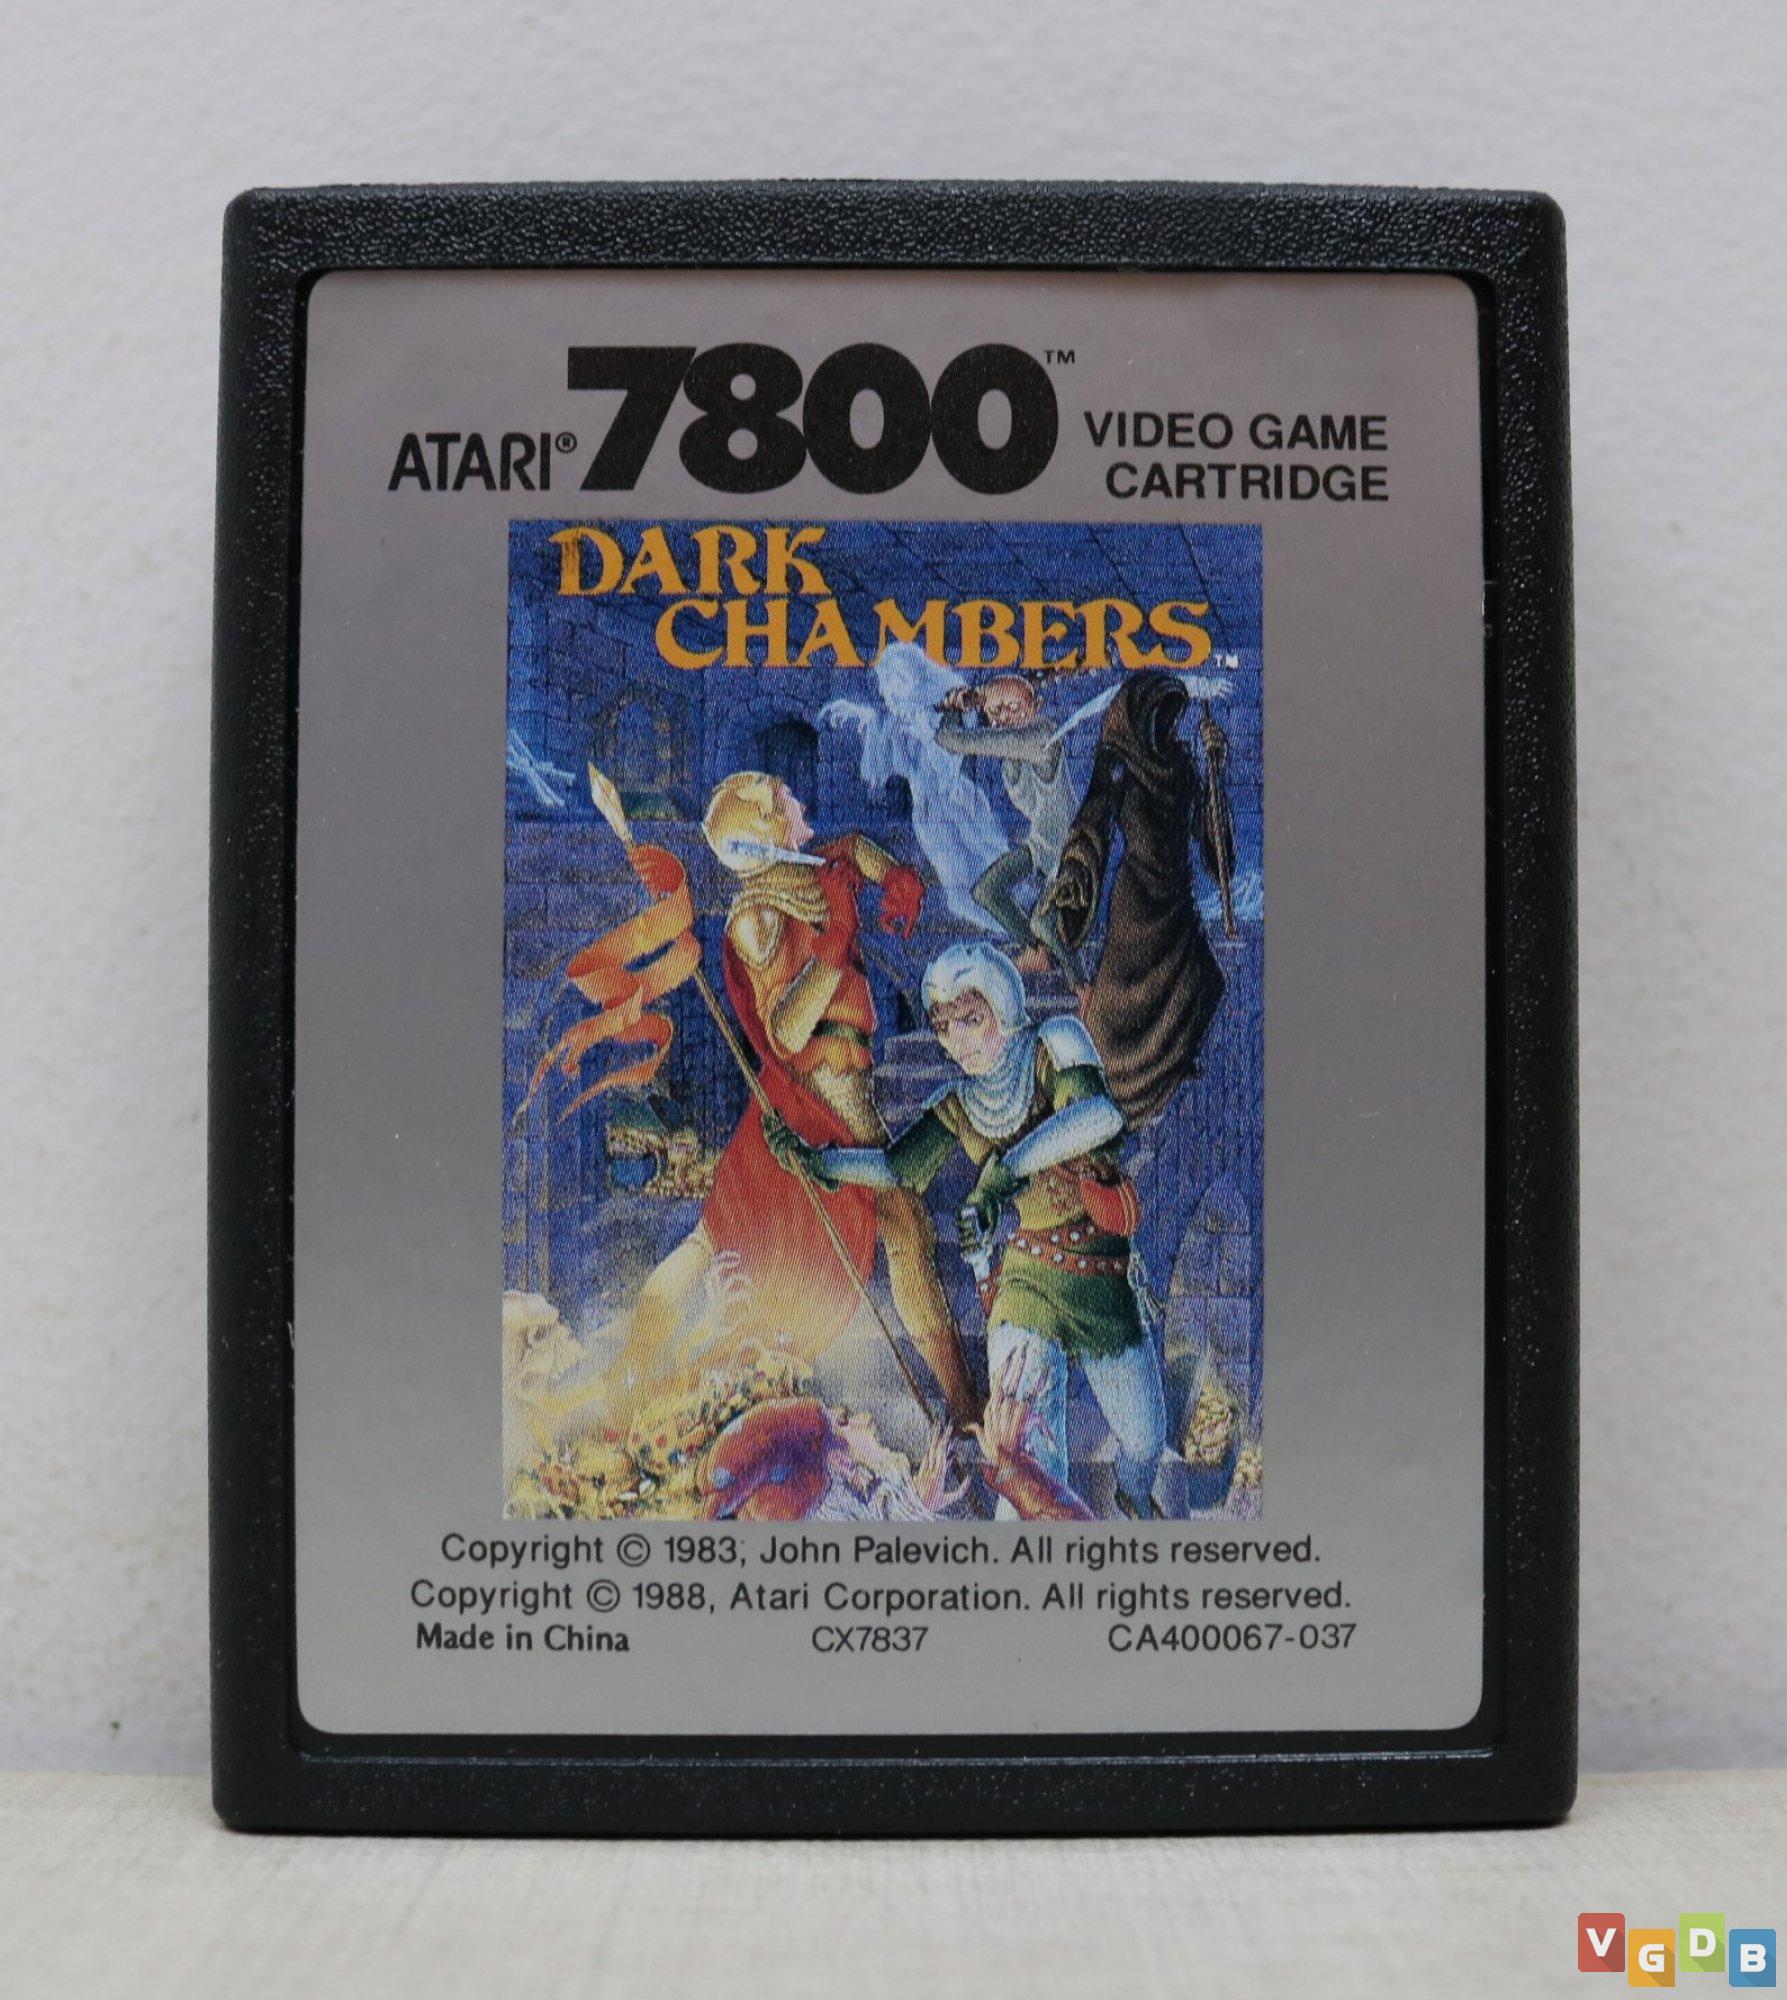 ATARI® 7800™ VIDEO GAME
CARTRIDGE
DARK
CHAMBERS™
Copyright © 1983, John Palevich. All rights reserved.
Copyright © 1988, Atari Corporation. All rights reserved.
Made in China CX7837 CA400067-037
VGDB